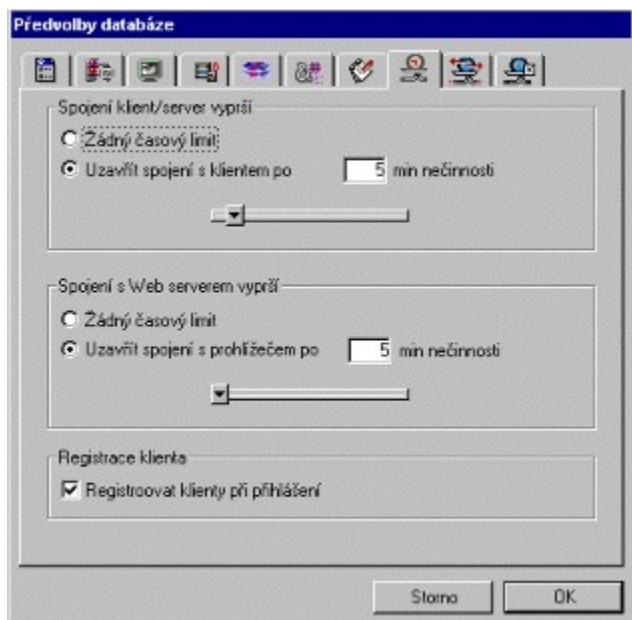 Předvolby databáze
Spojení klient/server vyprší
Žádný časový limit
Uzavřít spojení s klientem po 5 min nečinnosti
Spojení s Web serverem vyprší
Žádný časový limit
Uzavřít spojení s prohlížečem po 5 min nečinnosti
Registrace klienta
Registroovat klienty při přihlášení
Storno OK